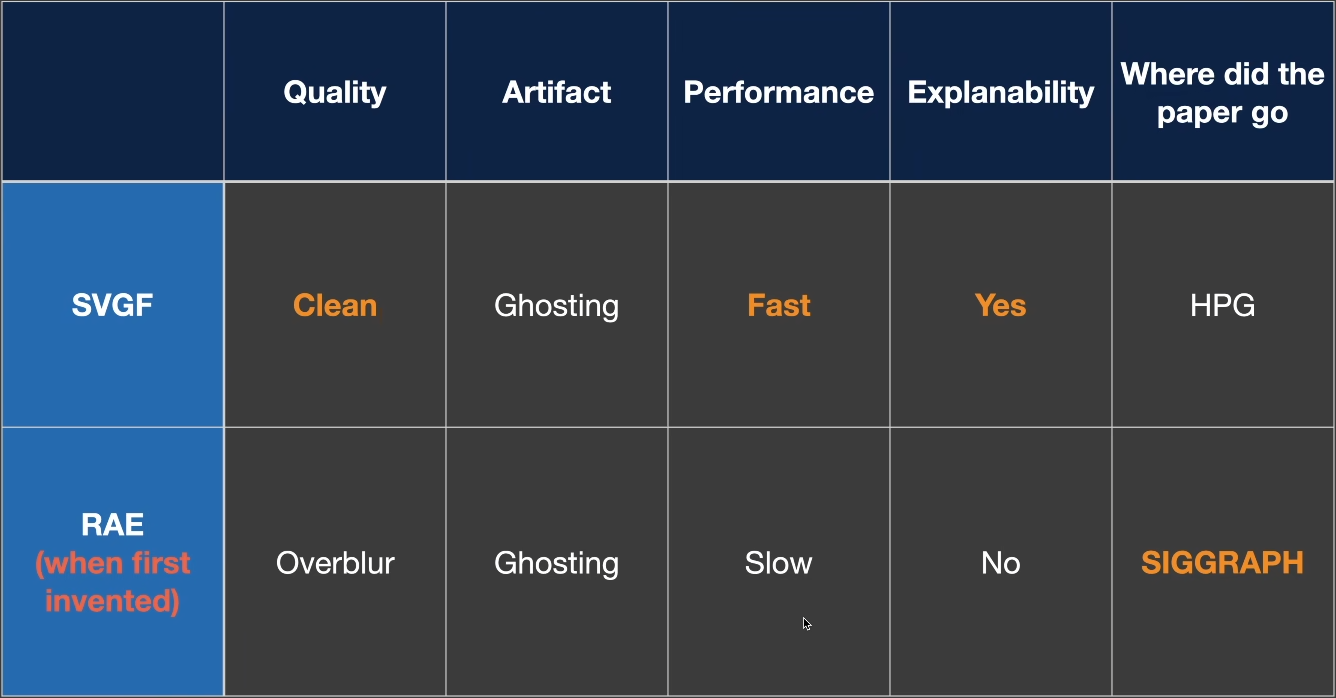 Quality
Artifact
Performance
Explanability
Where did the
paper go
SVGF
Clean
Ghosting
Fast
Yes
HPG
RAE
(when first
invented)
Overblur
Ghosting
Slow
No
SIGGRAPH